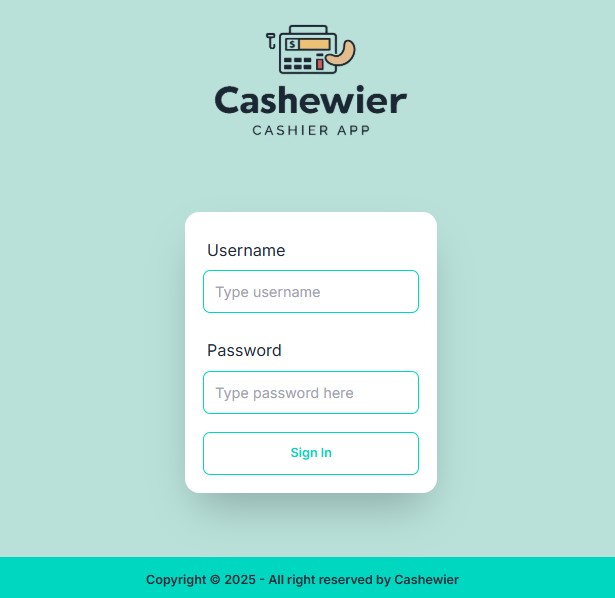 $
Cashewier
CASHIER APP
Username
Type username
Password
Type password here
Sign In
Copyright © 2025 - All right reserved by Cashewier